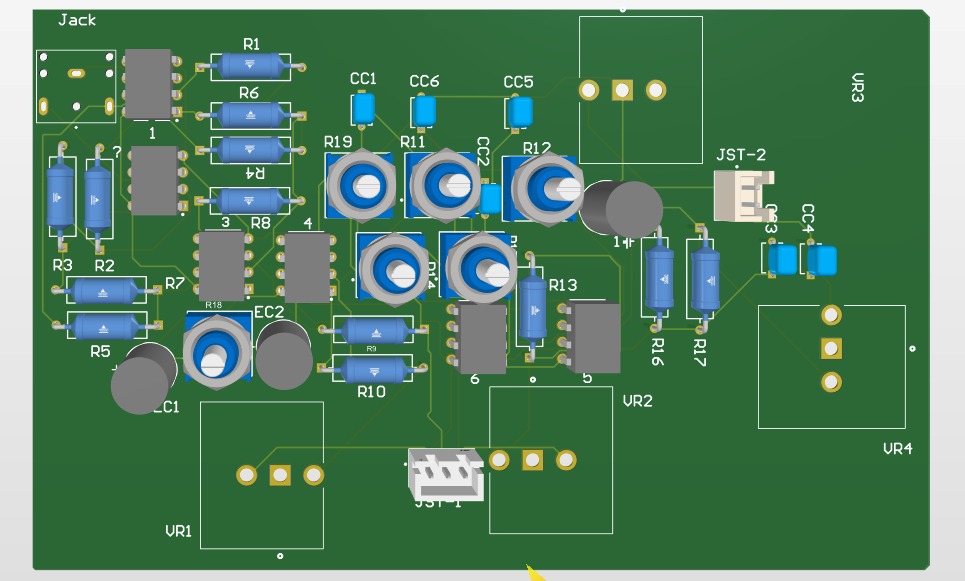 Jack
R1
R6
CC1
CC6
CC5
VR3
1
?
R4
R19
R11
CC2
R12
JST-2
R8
3
4
CC3
CC4
R3
R2
R7
R13
R18
EC2
R5
R9
R16
R17
R10
6
5
EC1
VR2
VR4
JST-1
VR1